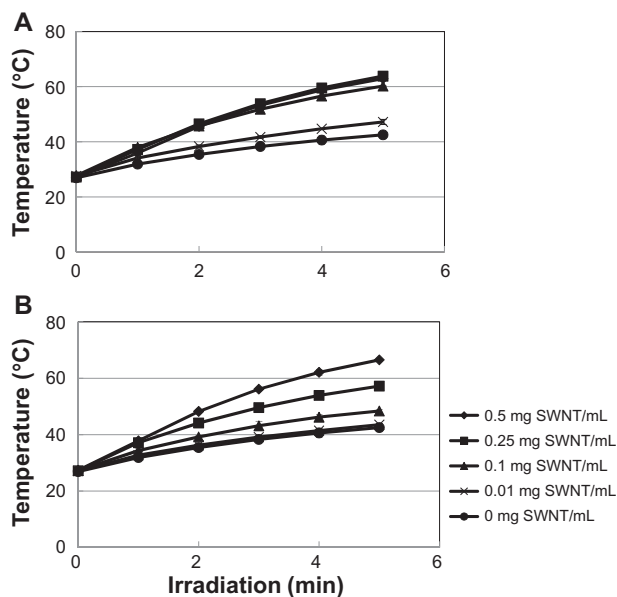 A
80
60
40
20
0
Temperature (°C)
0 2 4 6
B
80
60
40
20
0
Temperature (°C)
0 2 4 6
Irradiation (min)
0.5 mg SWNT/mL
0.25 mg SWNT/mL
0.1 mg SWNT/mL
0.01 mg SWNT/mL
0 mg SWNT/mL